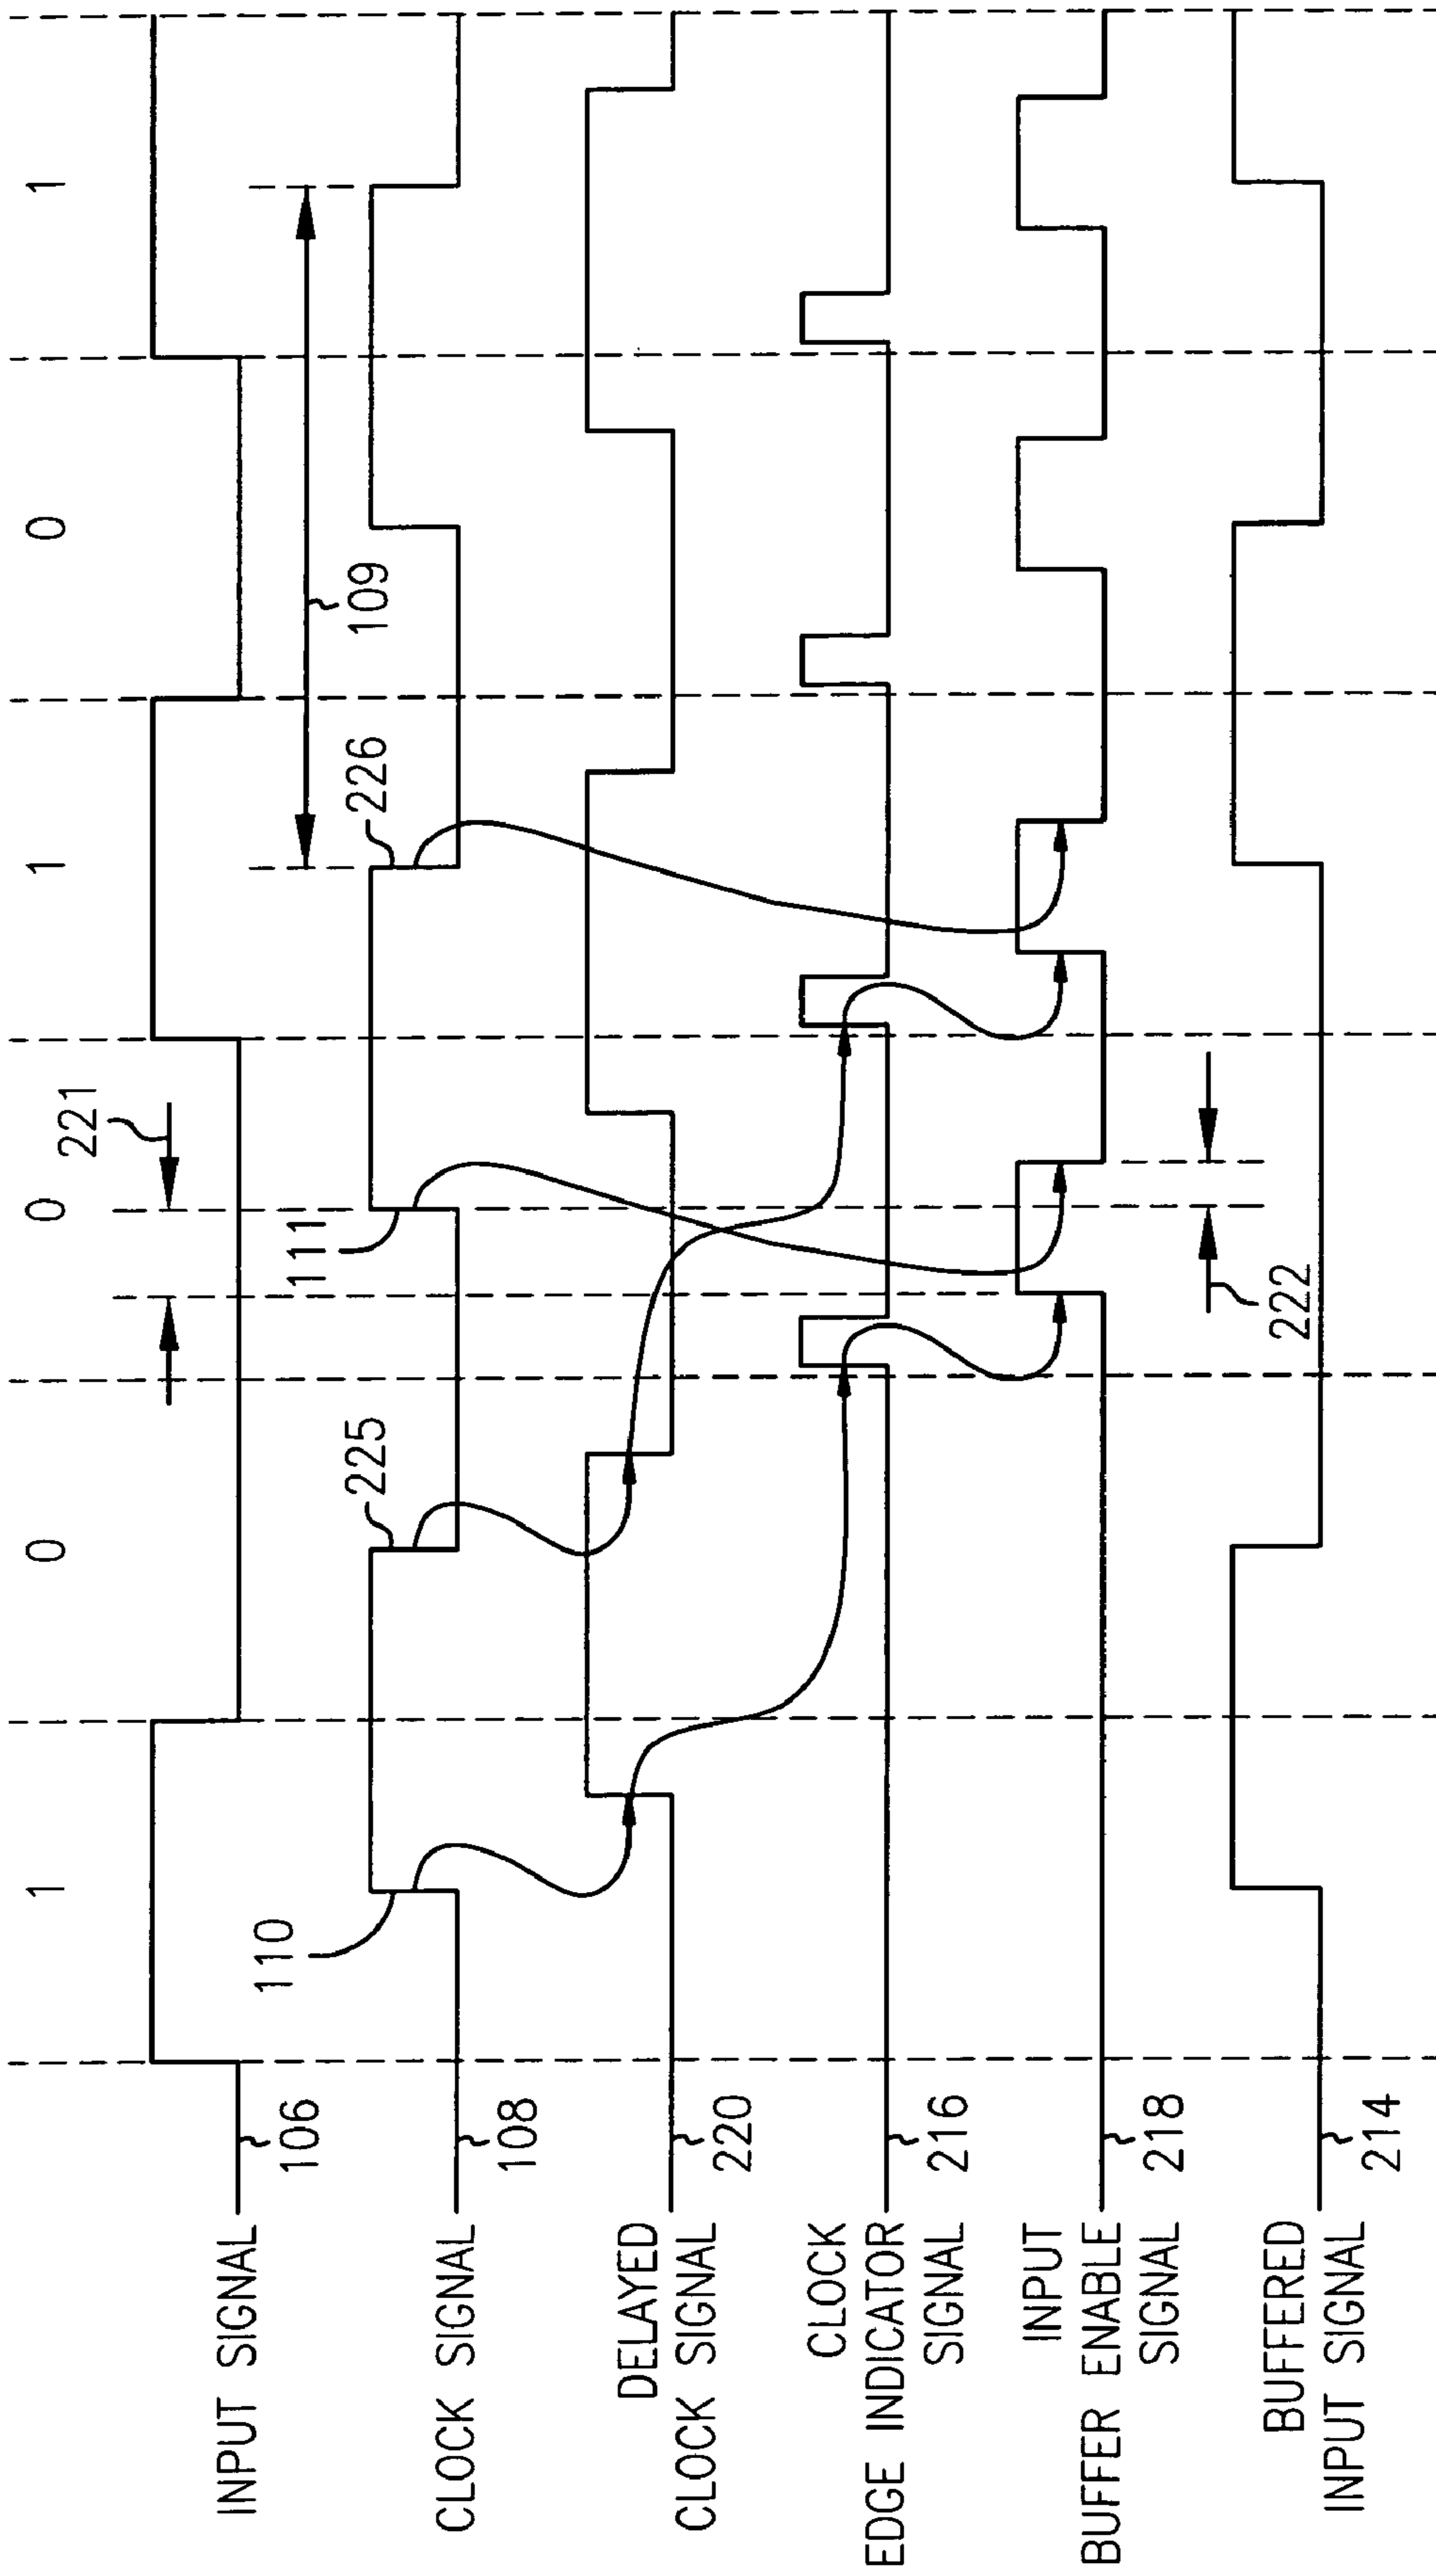 1 0 0 1 0 1
221
INPUT SIGNAL
106
110
225
111
226
109
CLOCK SIGNAL
108
DELAYED
CLOCK SIGNAL
220
CLOCK
EDGE INDICATOR
SIGNAL
216
INPUT
BUFFER ENABLE
SIGNAL
218
222
BUFFERED
INPUT SIGNAL
214